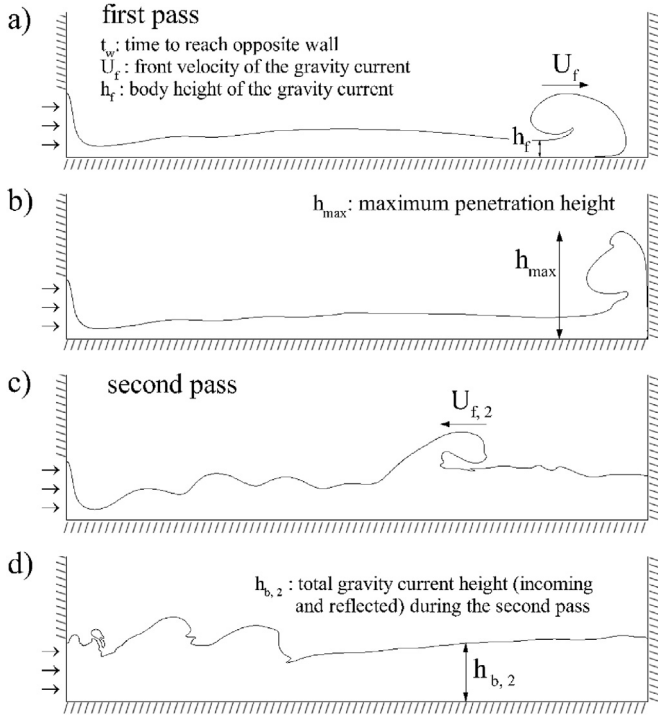 a)
first pass
t_w: time to reach opposite wall
U_f : front velocity of the gravity current
h_f : body height of the gravity current
U_f
h_f
b)
h_max: maximum penetration height
h_max
c)
second pass
U_f, 2
d)
h_b, 2 : total gravity current height (incoming
and reflected) during the second pass
h_b, 2